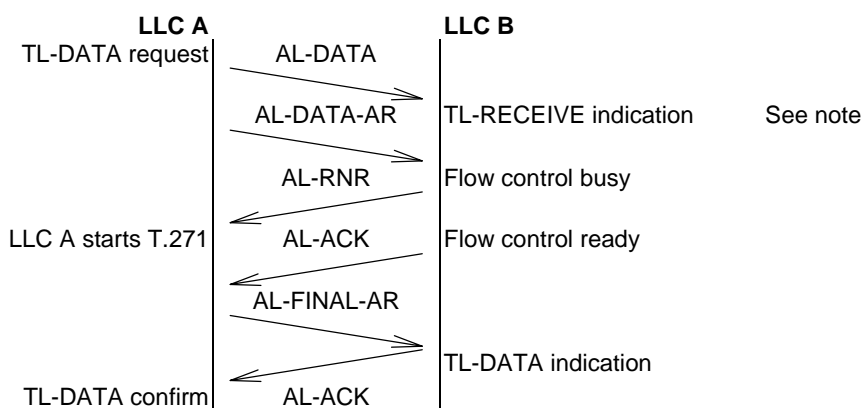 LLC A LLC B
TL-DATA request AL-DATA
AL-DATA-AR TL-RECEIVE indication See note
AL-RNR Flow control busy
LLC A starts T.271 AL-ACK Flow control ready
AL-FINAL-AR
TL-DATA indication
TL-DATA confirm AL-ACK